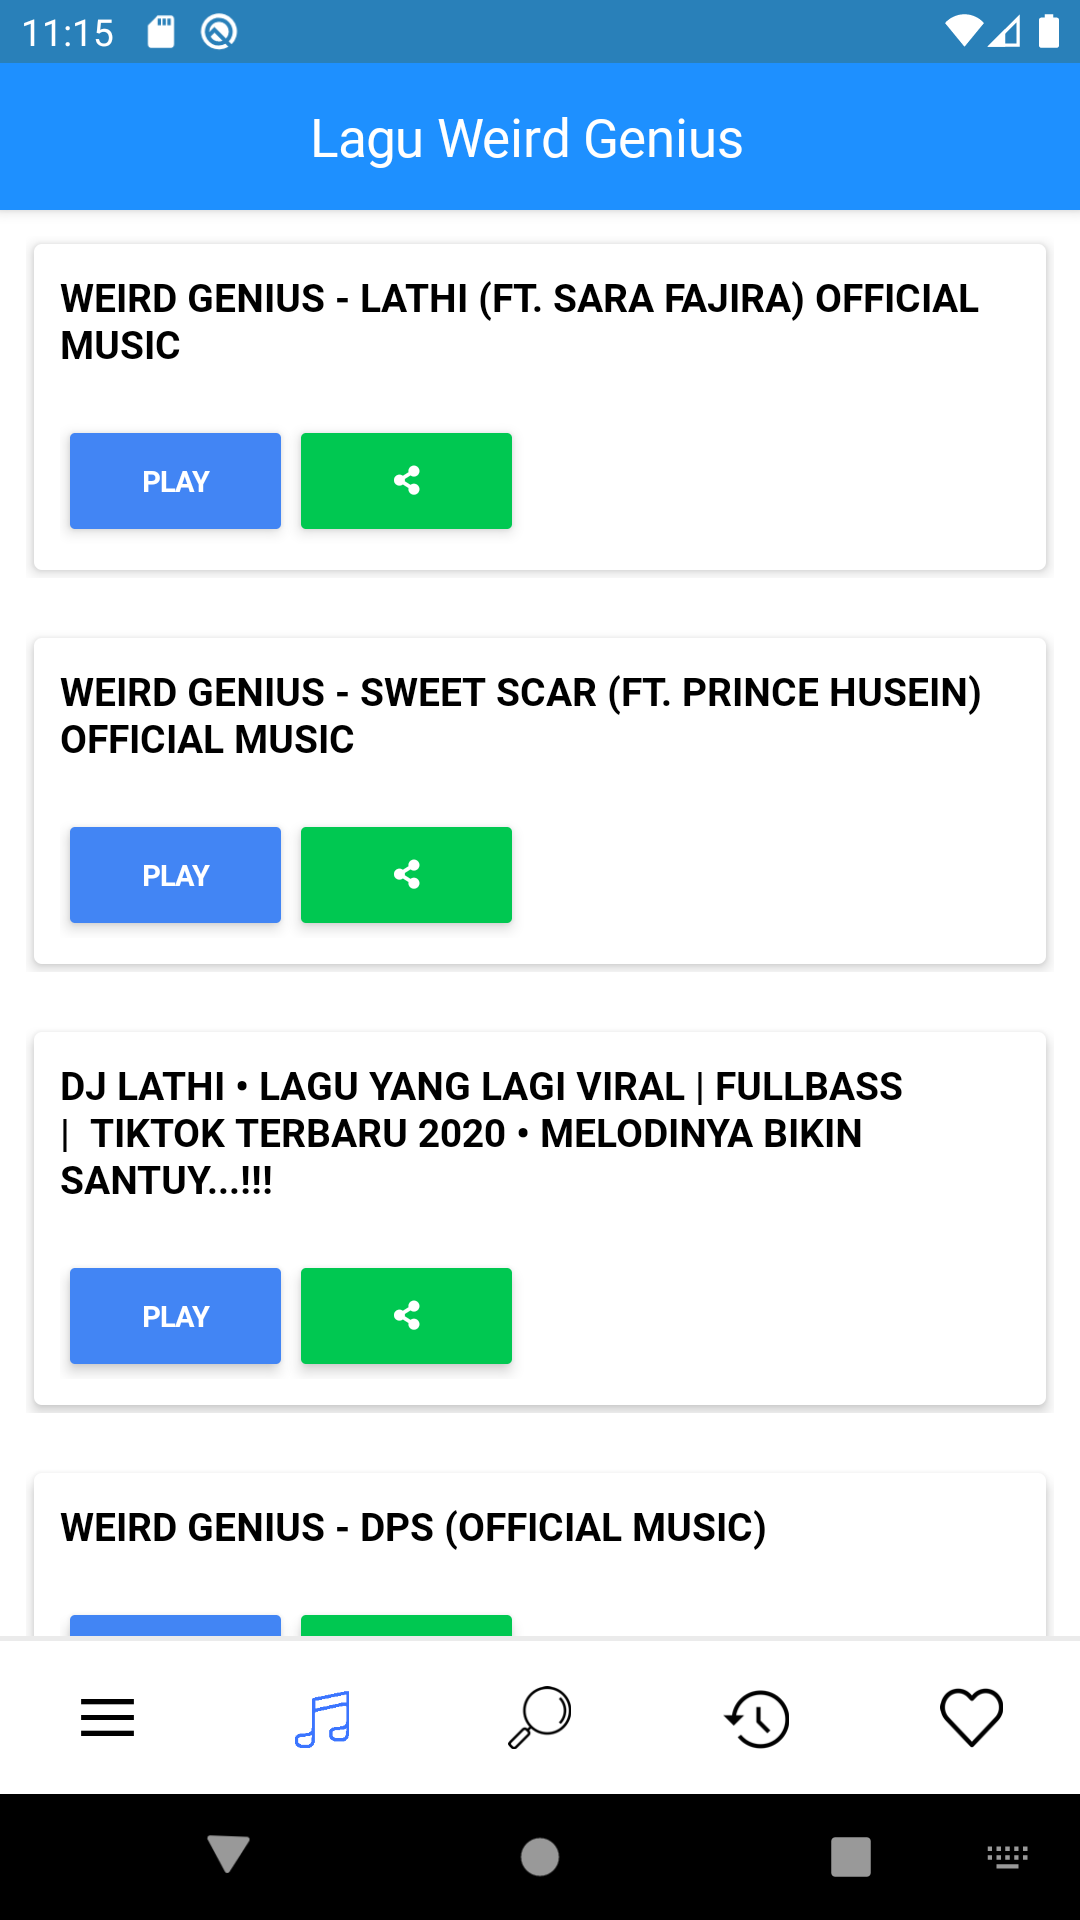 11:15
Lagu Weird Genius
WEIRD GENIUS - LATHI (FT. SARA FAJIRA) OFFICIAL
MUSIC
PLAY
WEIRD GENIUS - SWEET SCAR (FT. PRINCE HUSEIN)
OFFICIAL MUSIC
PLAY
DJ LATHI • LAGU YANG LAGI VIRAL | FULLBASS
| TIKTOK TERBARU 2020 • MELODINYA BIKIN
SANTUY...!!!
PLAY
WEIRD GENIUS - DPS (OFFICIAL MUSIC)